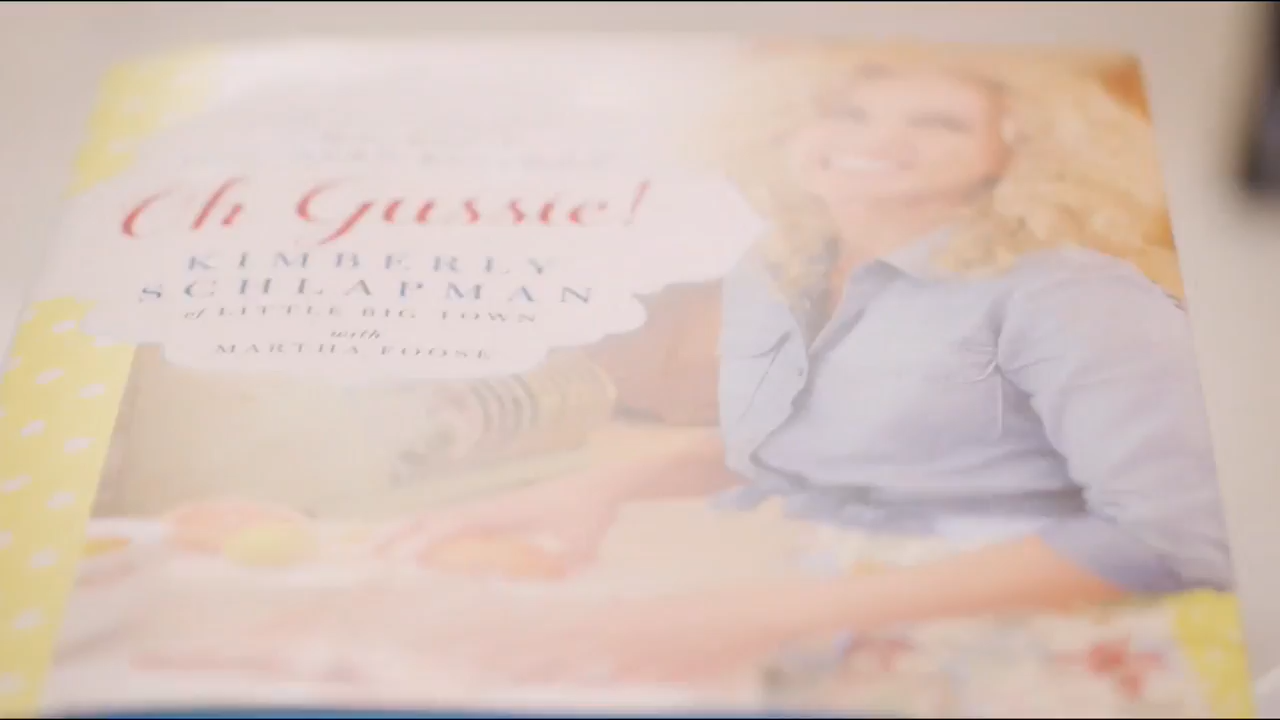 Oh Gussie!
KIMBERLY
SCHLAPMAN
of LITTLE BIG TOWN
with
MARTHA FOOSE